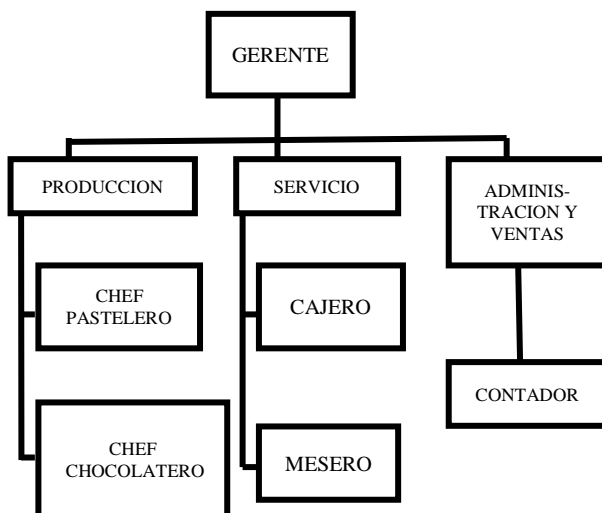 GERENTE
PRODUCCION
SERVICIO
ADMINIS-
TRACION Y
VENTAS
CHEF
PASTELERO
CAJERO
CONTADOR
CHEF
CHOCOLATERO
MESERO